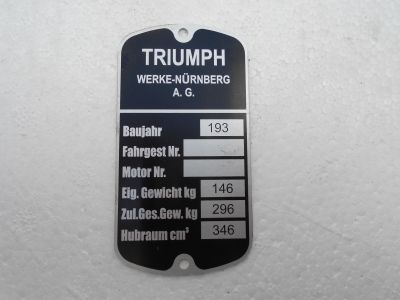 TRIUMPH
WERKE-NÜRNBERG
A. G.
Baujahr 193
Fahrgest Nr.
Motor Nr.
Eig. Gewicht kg 146
Zul.Ges.Gew. kg 296
Hubraum cm³ 346